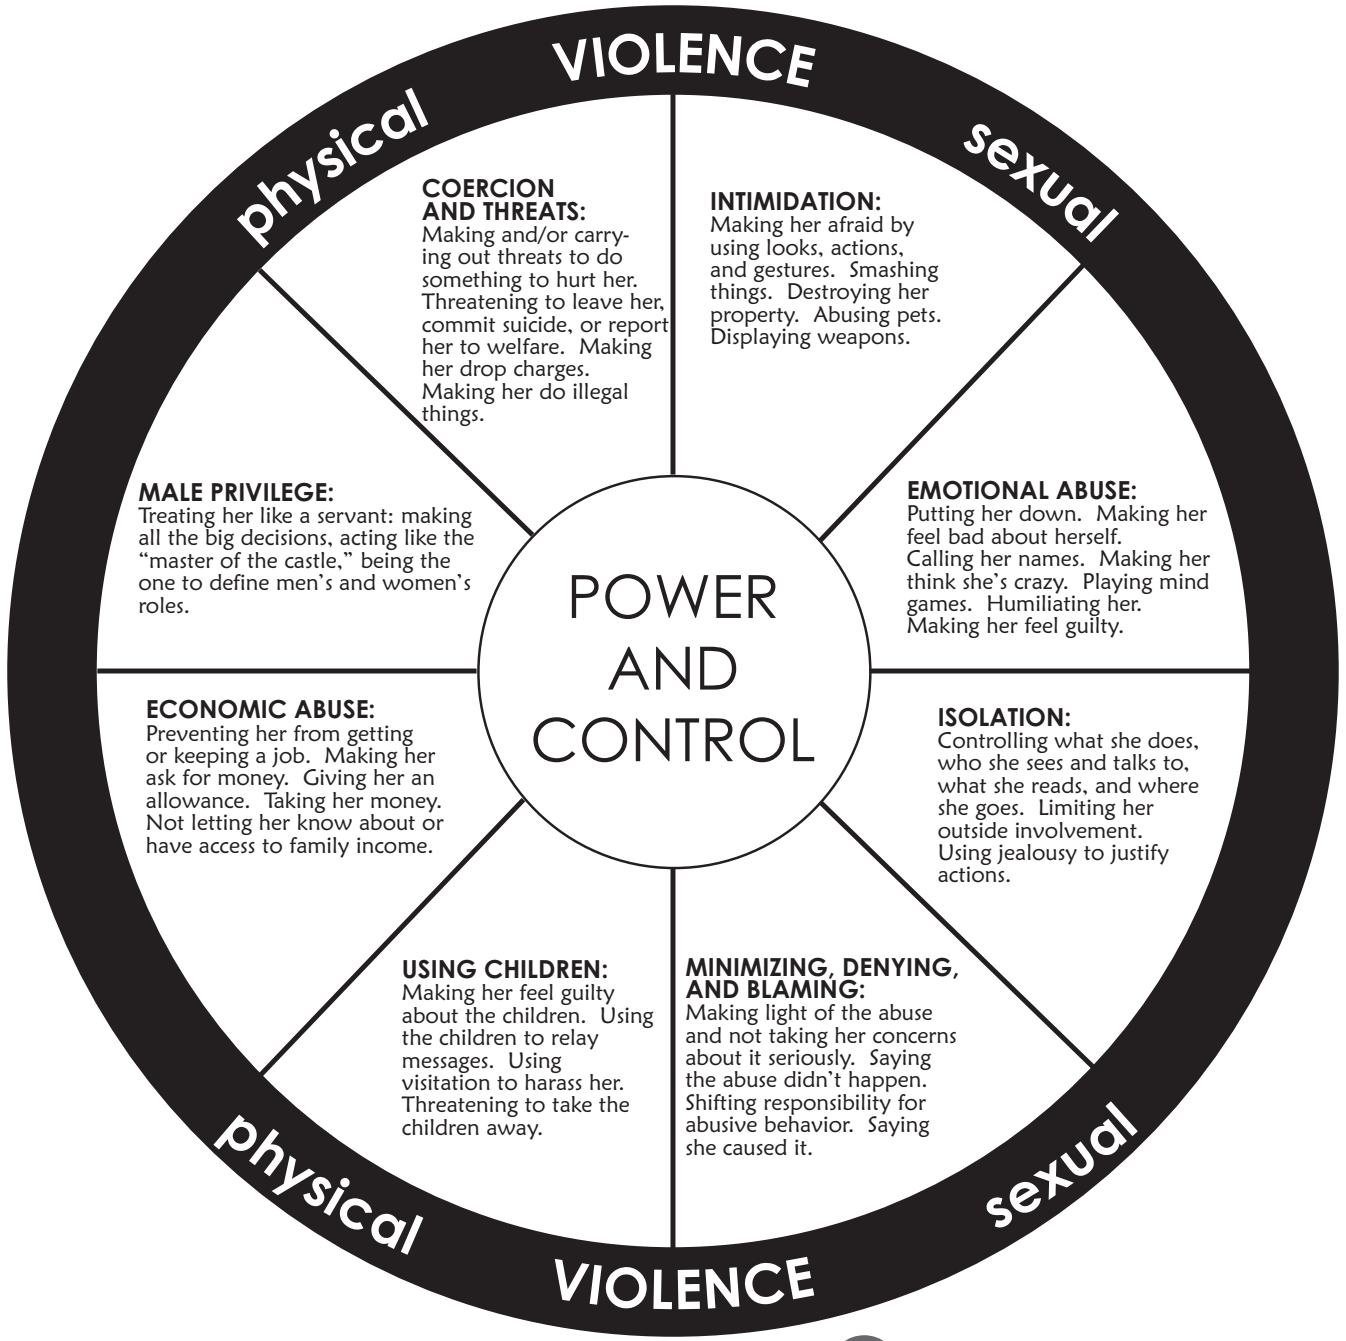 VIOLENCE
physical
sexual
COERCION
AND THREATS:
Making and/or carry-
ing out threats to do
something to hurt her.
Threatening to leave her,
commit suicide, or report
her to welfare.  Making
her drop charges.
Making her do illegal
things.
INTIMIDATION:
Making her afraid by
using looks, actions,
and gestures.  Smashing
things.  Destroying her
property.  Abusing pets.
Displaying weapons.
MALE PRIVILEGE:
Treating her like a servant: making
all the big decisions, acting like the
“master of the castle,” being the
one to define men’s and women’s
roles.
EMOTIONAL ABUSE:
Putting her down.  Making her
feel bad about herself.
Calling her names.  Making her
think she’s crazy.  Playing mind
games.  Humiliating her.
Making her feel guilty.
POWER
AND
CONTROL
ECONOMIC ABUSE:
Preventing her from getting
or keeping a job.  Making her
ask for money.  Giving her an
allowance.  Taking her money.
Not letting her know about or
have access to family income.
ISOLATION:
Controlling what she does,
who she sees and talks to,
what she reads, and where
she goes.  Limiting her
outside involvement.
Using jealousy to justify
actions.
USING CHILDREN:
Making her feel guilty
about the children.  Using
the children to relay
messages.  Using
visitation to harass her.
Threatening to take the
children away.
MINIMIZING, DENYING,
AND BLAMING:
Making light of the abuse
and not taking her concerns
about it seriously.  Saying
the abuse didn’t happen.
Shifting responsibility for
abusive behavior.  Saying
she caused it.
physical
sexual
VIOLENCE